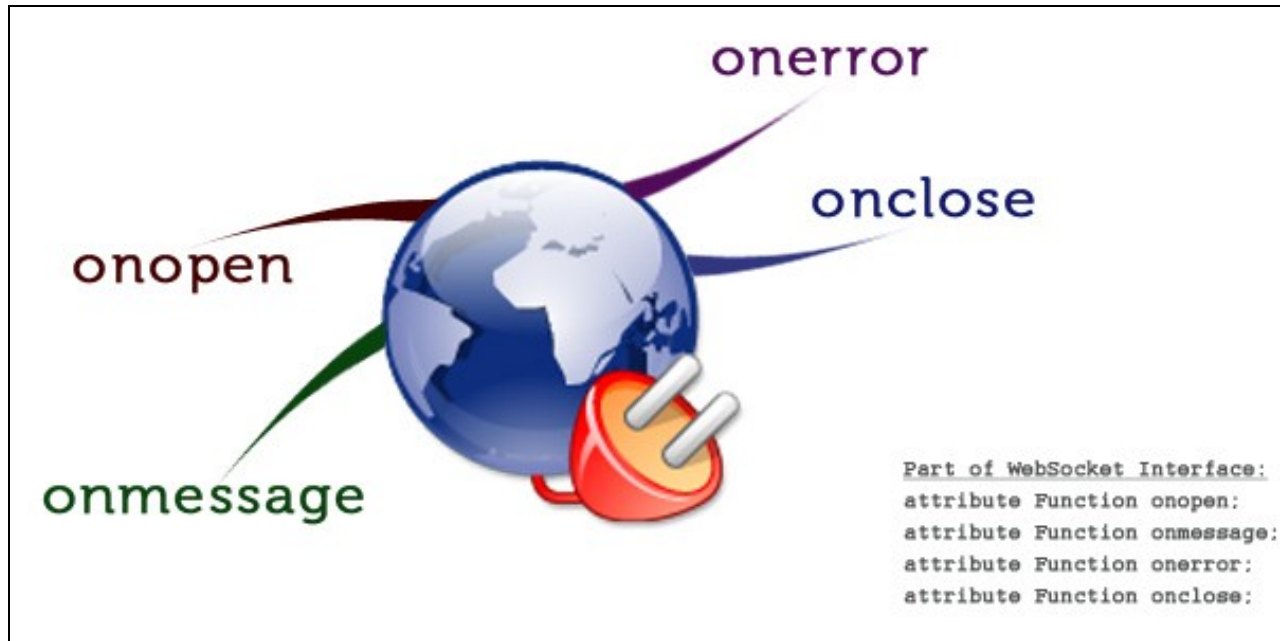 onerror
onclose
onopen
onmessage
Part of WebSocket Interface:
attribute Function onopen;
attribute Function onmessage;
attribute Function onerror;
attribute Function onclose;